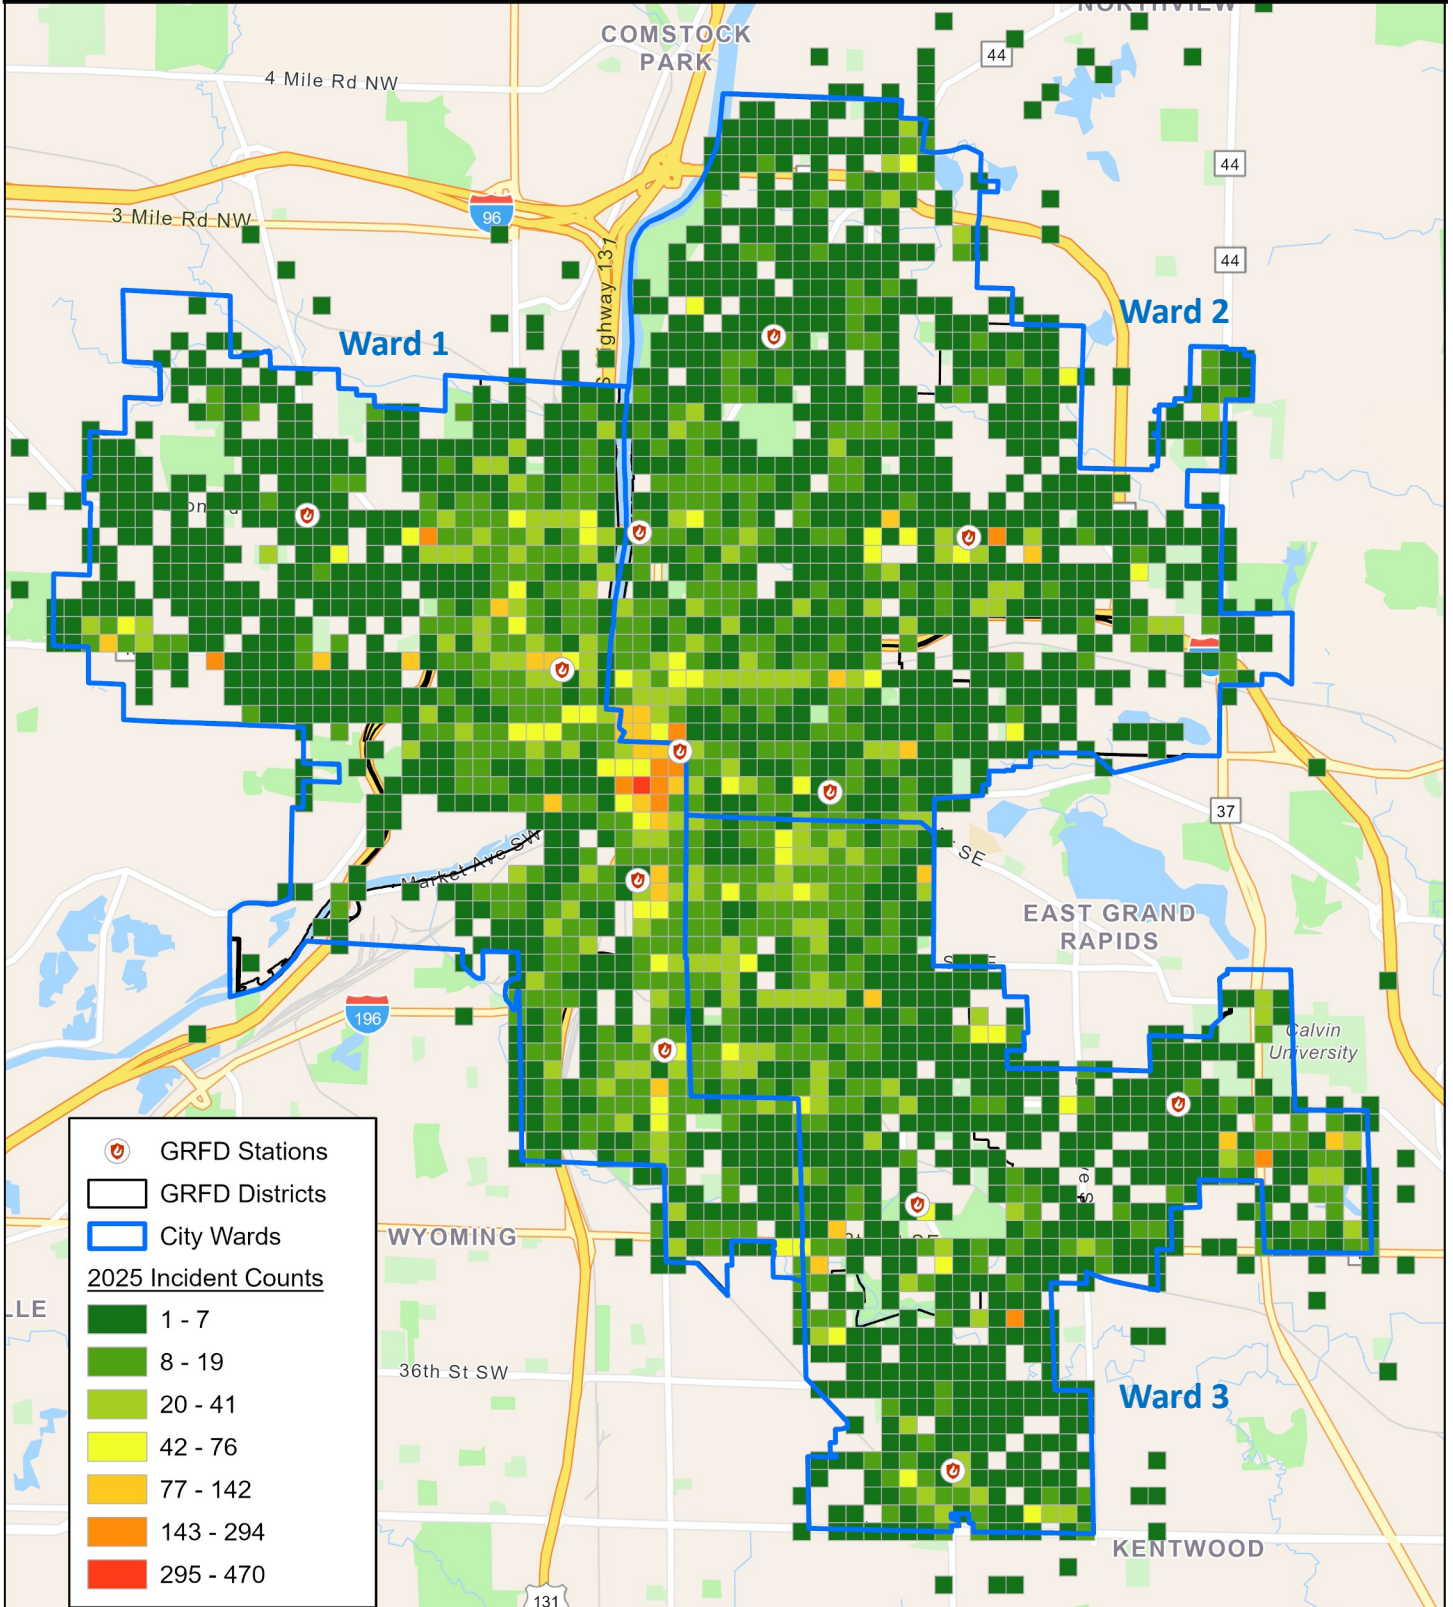 NORTHVIEW
COMSTOCK
PARK
44
4 Mile Rd NW
44
3 Mile Rd NW
96
44
Ward 2
Ward 1
37
Market Ave SW
SE
EAST GRAND
RAPIDS
196
Calvin
University
GRFD Stations
GRFD Districts
City Wards
2025 Incident Counts
1 - 7
8 - 19
20 - 41
42 - 76
77 - 142
143 - 294
295 - 470
WYOMING
LLE
36th St SW
Ward 3
KENTWOOD
131